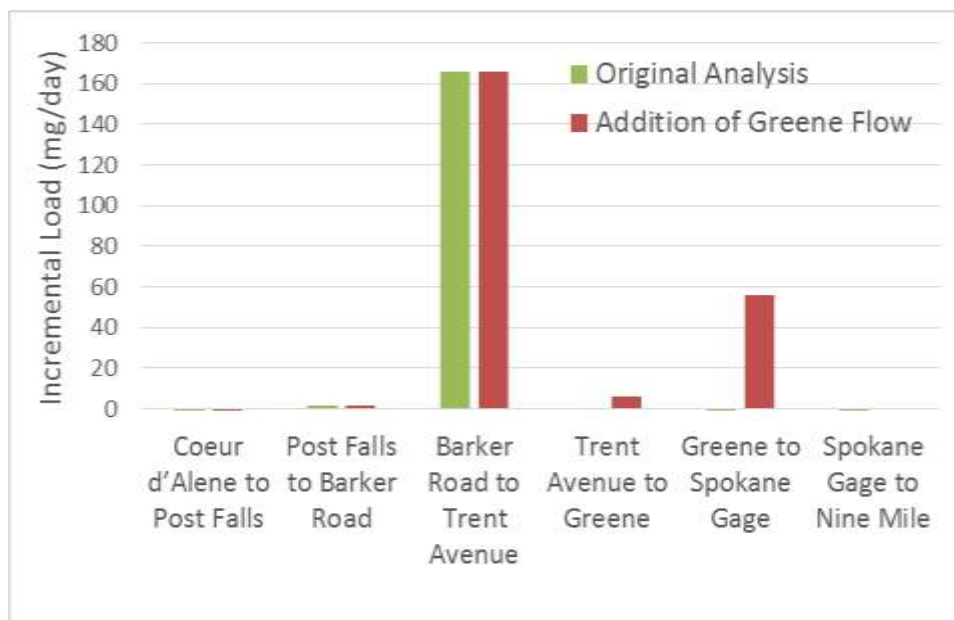 Incremental Load (mg/day)
180
160
140
120
100
80
60
40
20
0
Original Analysis
Addition of Greene Flow
Coeur
d’Alene to
Post Falls
Post Falls
to Barker
Road
Barker
Road to
Trent
Avenue
Trent
Avenue to
Greene
Greene to
Spokane
Gage
Spokane
Gage to
Nine Mile